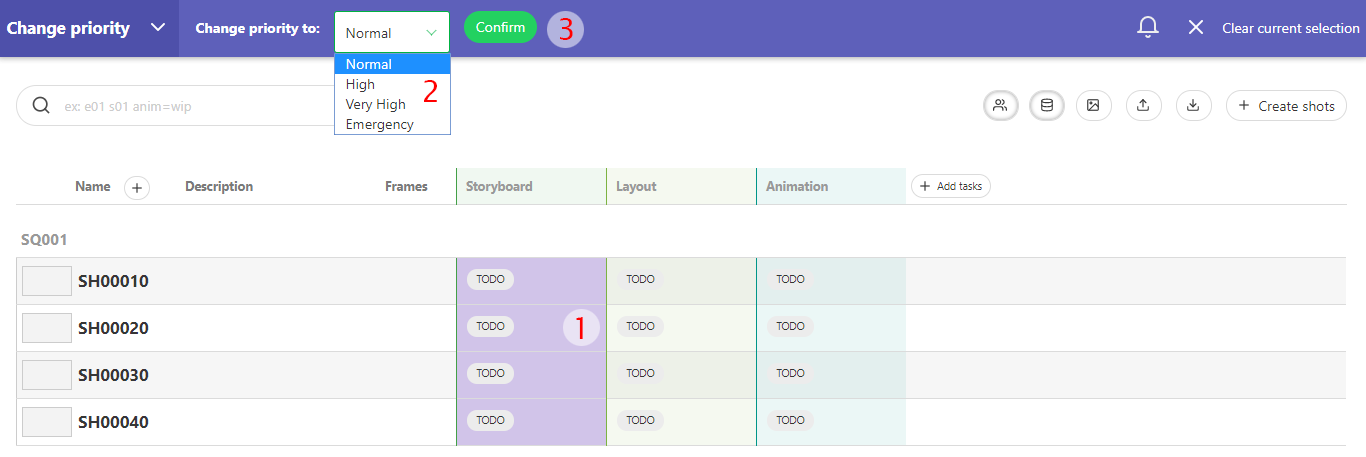 Change priority Change priority to: Normal Confirm 3 Clear current selection
Normal
High
Very High
Emergency
2
ex: e01 s01 anim=wip
Create shots
Name Description Frames Storyboard Layout Animation Add tasks
SQ001
SH00010 TODO TODO TODO
SH00020 TODO 1 TODO TODO
SH00030 TODO TODO TODO
SH00040 TODO TODO TODO